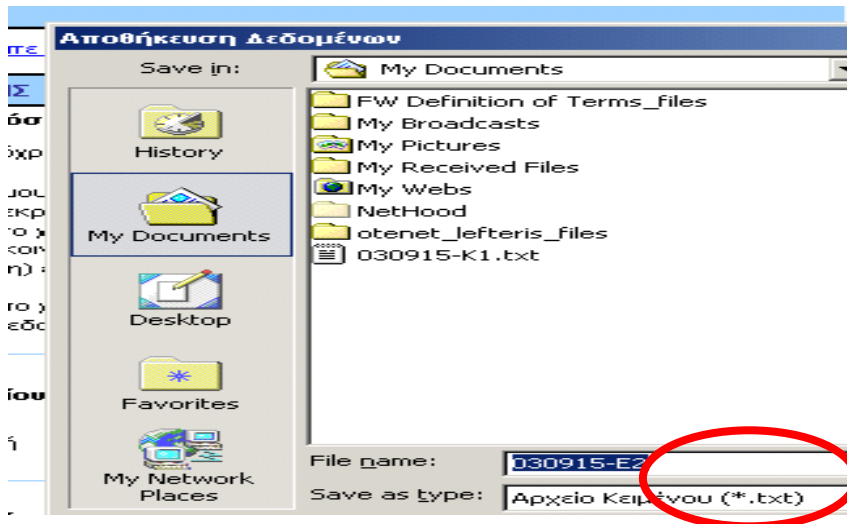 Αποθήκευση Δεδομένων
Save in: My Documents
History
My Documents
Desktop
Favorites
My Network
Places
FW Definition of Terms_files
My Broadcasts
My Pictures
My Received Files
My Webs
NetHood
otenet_lefteris_files
030915-K1.txt
File name: 030915-E2
Save as type: Αρχείο Κειμένου (*.txt)